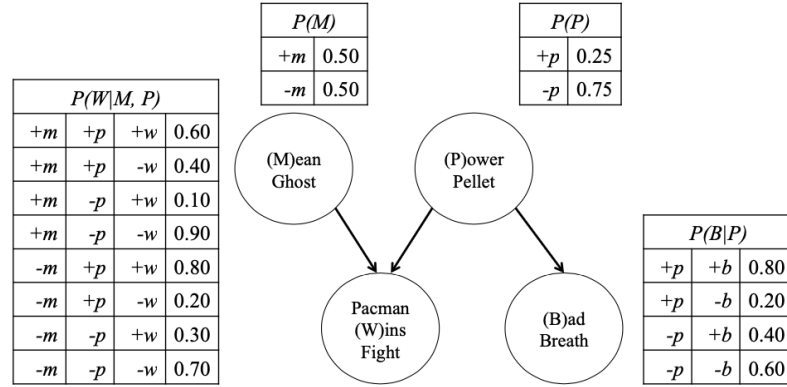 P(M)
+m 0.50
-m 0.50
P(P)
+p 0.25
-p 0.75
P(W|M, P)
+m +p +w 0.60
+m +p -w 0.40
+m -p +w 0.10
+m -p -w 0.90
-m +p +w 0.80
-m +p -w 0.20
-m -p +w 0.30
-m -p -w 0.70
(M)ean
Ghost
(P)ower
Pellet
Pacman
(W)ins
Fight
(B)ad
Breath
P(B|P)
+p +b 0.80
+p -b 0.20
-p +b 0.40
-p -b 0.60